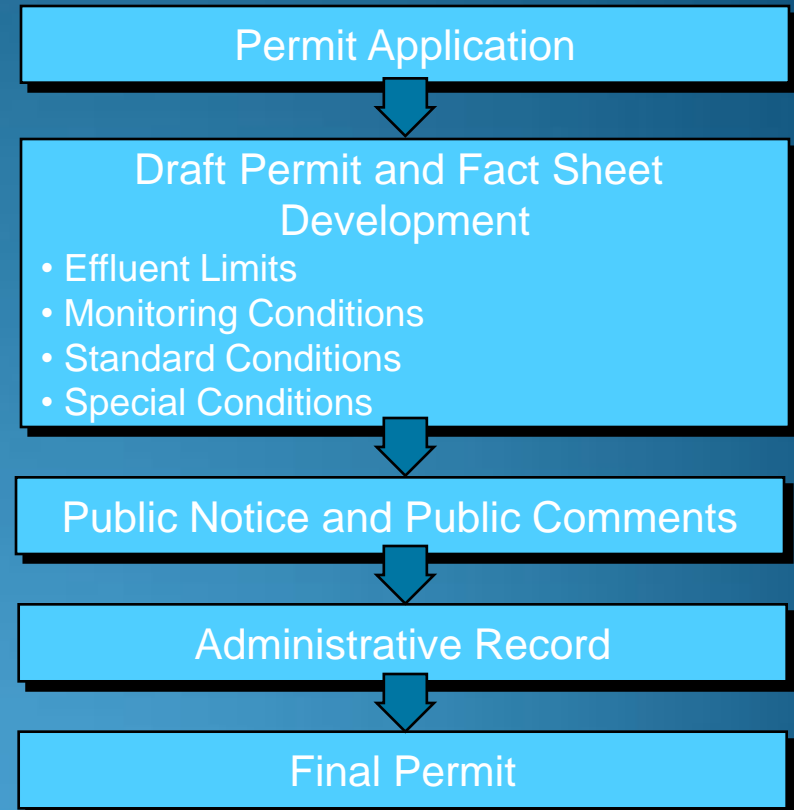 Permit Application
Draft Permit and Fact Sheet
Development
• Effluent Limits
• Monitoring Conditions
• Standard Conditions
• Special Conditions
Public Notice and Public Comments
Administrative Record
Final Permit